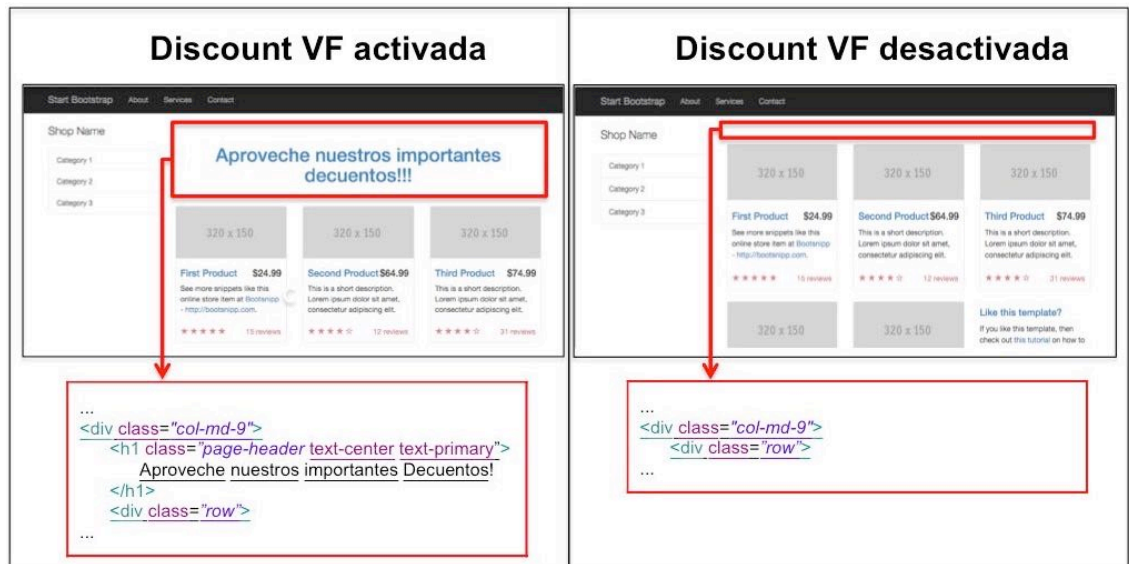 Discount VF activada
Start Bootstrap About Services Contact
Shop Name
Category 1
Category 2
Category 3
Aproveche nuestros importantes
decuentos!!!
320 x 150 320 x 150 320 x 150
First Product $24.99 Second Product $64.99 Third Product $74.99
See more snippets like this This is a short description. This is a short description.
online store item at Bootsnipp Lorem ipsum dolor sit amet, Lorem ipsum dolor sit amet,
- http://bootsnipp.com. consectetur adipiscing elit. consectetur adipiscing elit.
★★★★★ 15 reviews ★★★★☆ 12 reviews ★★★★☆ 31 reviews
...
<div class="col-md-9">
<h1 class="page-header text-center text-primary">
Aproveche nuestros importantes Decuentos!
</h1>
<div class="row">
...
Discount VF desactivada
Start Bootstrap About Services Contact
Shop Name
Category 1
Category 2
Category 3
320 x 150 320 x 150 320 x 150
First Product $24.99 Second Product $64.99 Third Product $74.99
See more snippets like this This is a short description. This is a short description.
online store item at Bootsnipp Lorem ipsum dolor sit amet, Lorem ipsum dolor sit amet,
- http://bootsnipp.com. consectetur adipiscing elit. consectetur adipiscing elit.
★★★★★ 15 reviews ★★★★☆ 12 reviews ★★★★☆ 31 reviews
320 x 150 320 x 150 Like this template?
If you like this template, then
check out this tutorial on how to
...
<div class="col-md-9">
<div class="row">
...